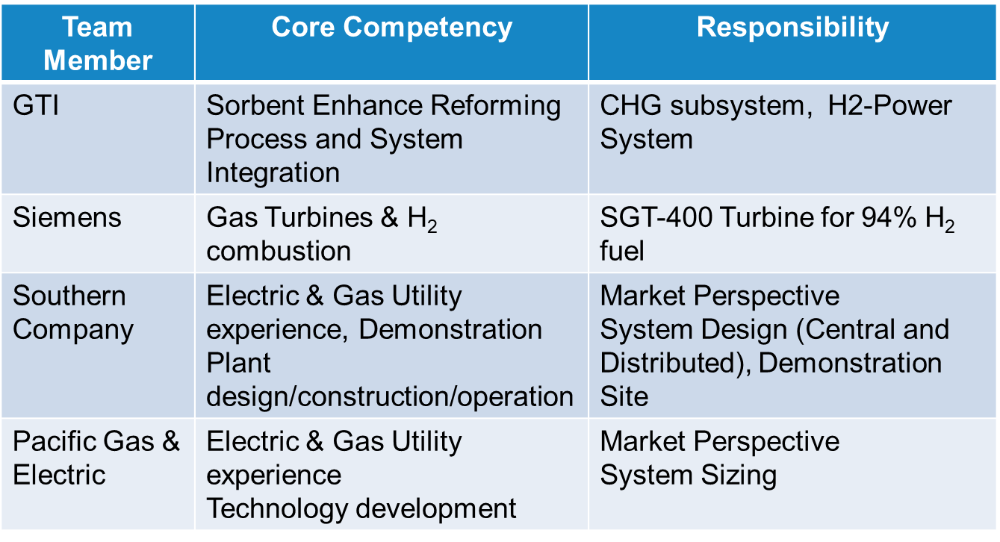 Team
Member
Core Competency
Responsibility
GTI
Sorbent Enhance Reforming
Process and System
Integration
CHG subsystem,  H2-Power
System
Siemens
Gas Turbines & H₂
combustion
SGT-400 Turbine for 94% H₂
fuel
Southern
Company
Electric & Gas Utility
experience, Demonstration
Plant
design/construction/operation
Market Perspective
System Design (Central and
Distributed), Demonstration
Site
Pacific Gas &
Electric
Electric & Gas Utility
experience
Technology development
Market Perspective
System Sizing